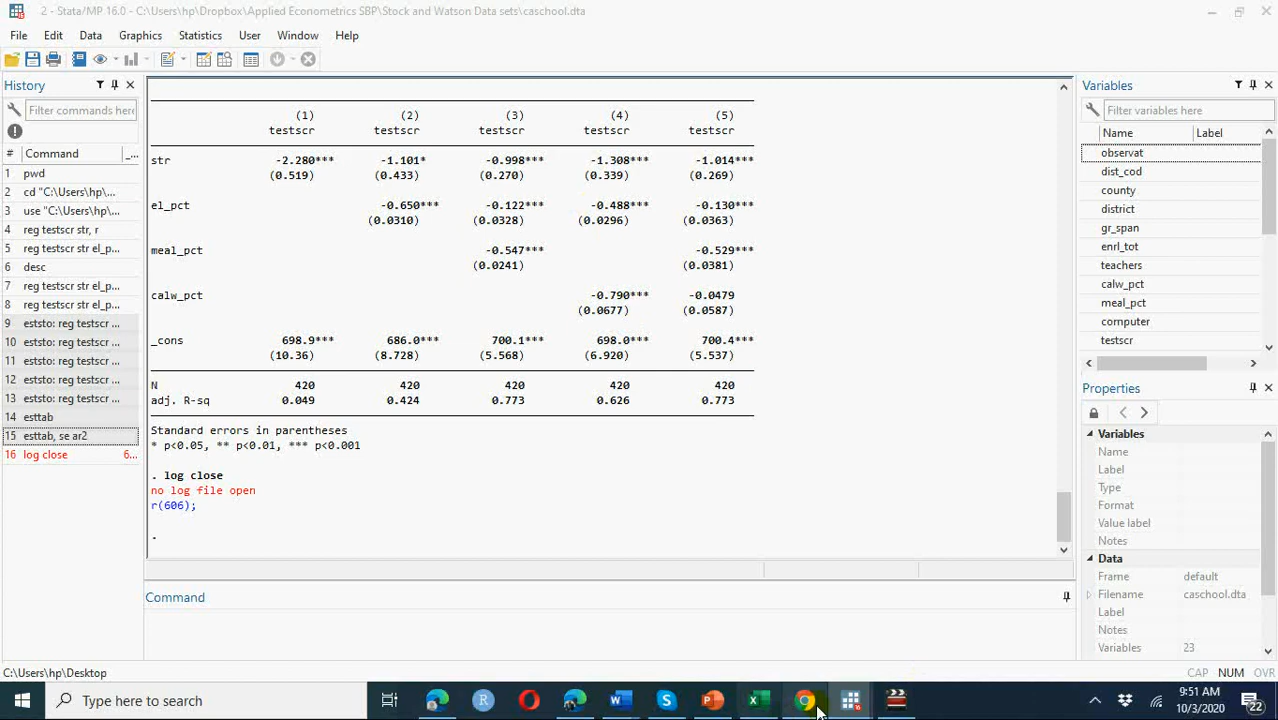 2 - Stata/MP 16.0 - C:\Users\hp\Dropbox\Applied Econometrics SBP\Stock and Watson Data sets\caschool.dta
File Edit Data Graphics Statistics User Window Help
History
Filter commands here
# Command
1 pwd
2 cd "C:\Users\hp\...
3 use "C:\Users\hp\...
4 reg testscr str, r
5 reg testscr str el_p...
6 desc
7 reg testscr str el_p...
8 reg testscr str el_p...
9 eststo: reg testscr ...
10 eststo: reg testscr ...
11 eststo: reg testscr ...
12 eststo: reg testscr ...
13 eststo: reg testscr ...
14 esttab
15 esttab, se ar2
16 log close 6...
(1) (2) (3) (4) (5)
testscr testscr testscr testscr testscr
str -2.280*** -1.101* -0.998*** -1.308*** -1.014***
(0.519) (0.433) (0.270) (0.339) (0.269)
el_pct -0.650*** -0.122*** -0.488*** -0.130***
(0.0310) (0.0328) (0.0296) (0.0363)
meal_pct -0.547*** -0.529***
(0.0241) (0.0381)
calw_pct -0.790*** -0.0479
(0.0677) (0.0587)
_cons 698.9*** 686.0*** 700.1*** 698.0*** 700.4***
(10.36) (8.728) (5.568) (6.920) (5.537)
N 420 420 420 420 420
adj. R-sq 0.049 0.424 0.773 0.626 0.773
Standard errors in parentheses
* p<0.05, ** p<0.01, *** p<0.001
. log close
no log file open
r(606);
.
Command
Variables
Filter variables here
Name Label
observat
dist_cod
county
district
gr_span
enrl_tot
teachers
calw_pct
meal_pct
computer
testscr
Properties
Variables
Name
Label
Type
Format
Value label
Notes
Data
Frame default
Filename caschool.dta
Label
Notes
Variables 23
C:\Users\hp\Desktop
CAP NUM OVR
Type here to search
9:51 AM
10/3/2020
22